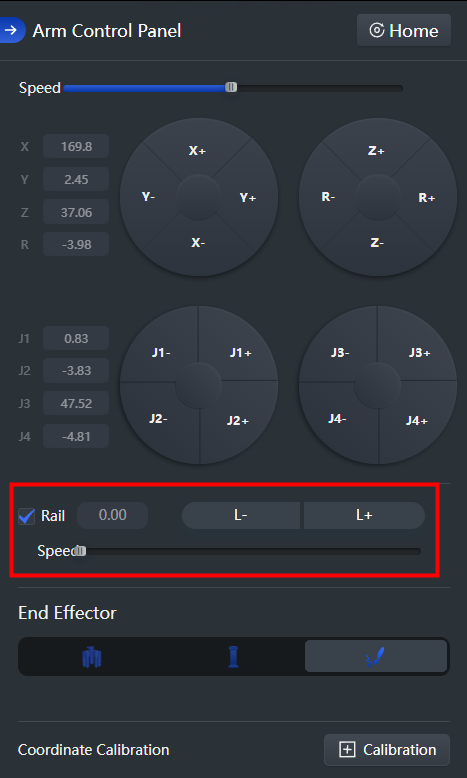 Arm Control Panel
Home
Speed
X 169.8
Y 2.45
Z 37.06
R -3.98
X+
Y- Y+
X-
Z+
R- R+
Z-
J1 0.83
J2 -3.83
J3 47.52
J4 -4.81
J1- J1+
J2- J2+
J3- J3+
J4- J4+
Rail 0.00 L- L+
Speed
End Effector
Coordinate Calibration
Calibration